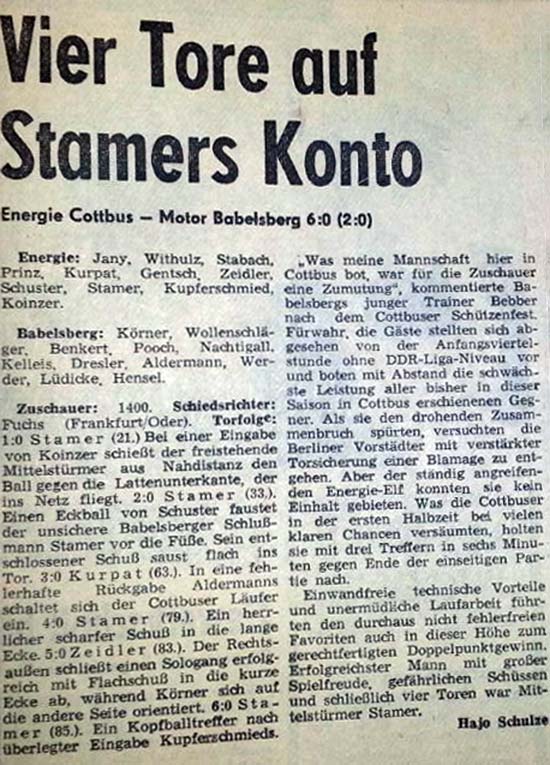 Vier Tore auf
Stamers Konto
Energie Cottbus — Motor Babelsberg 6:0 (2:0)
Energie: Jany, Withulz, Stabach,
Prinz, Kurpat, Gentsch, Zeidler,
Schuster, Stamer, Kupferschmied,
Koinzer.
Babelsberg: Körner, Wollenschlä-
ger, Benkert, Pooch, Nachtigall,
Kelleis, Dresler, Aldermann, Wer-
der, Lüdicke, Hensel.
Zuschauer: 1400. Schiedsrichter:
Fuchs (Frankfurt/Oder). Torfolge:
1:0 Stamer (21.) Bei einer Eingabe
von Koinzer schießt der freistehende
Mittelstürmer aus Nahdistanz den
Ball gegen die Lattenunterkante, der
ins Netz fliegt. 2:0 Stamer (33.).
Einen Eckball von Schuster faustet
der unsichere Babelsberger Schluß-
mann Stamer vor die Füße. Sein ent-
schlossener Schuß saust flach ins
Tor. 3:0 Kurpat (63.). In eine feh-
lerhafte Rückgabe Aldermanns
schaltet sich der Cottbuser Läufer
ein. 4:0 Stamer (79.) Ein herr-
licher scharfer Schuß in die lange
Ecke. 5:0 Zeidler (83.). Der Rechts-
außen schließt einen Sologang erfolg-
reich mit Flachschuß in die kurze
Ecke ab, während Körner sich auf
die andere Seite orientiert. 6:0 Sta-
mer (85.). Ein Kopfballtreffer nach
überlegter Eingabe Kupferschmieds.
„Was meine Mannschaft hier in
Cottbus bot, war für die Zuschauer
eine Zumutung“, kommentierte Ba-
belsbergs junger Trainer Bebber
nach dem Cottbuser Schützenfest.
Fürwahr, die Gäste stellten sich ab-
gesehen von der Anfangsviertel-
stunde ohne DDR-Liga-Niveau vor
und boten mit Abstand die schwäch-
ste Leistung aller bisher in dieser
Saison in Cottbus erschienenen Geg-
ner. Als sie den drohenden Zusam-
menbruch spürten, versuchten die
Berliner Vorstädter mit verstärkter
Torsicherung einer Blamage zu ent-
gehen. Aber der ständig angreifen-
den Energie-Elf konnten sie kein
Einhalt gebieten. Was die Cottbuser
in der ersten Halbzeit bei vielen
klaren Chancen versäumten, holten
sie mit drei Treffern in sechs Minu-
ten gegen Ende der einseitigen Par-
tie nach.
Einwandfreie technische Vorteile
und unermüdliche Laufarbeit führ-
ten den durchaus nicht fehlerfreien
Favoriten auch in dieser Höhe zum
gerechtfertigten Doppelpunktgewinn.
Erfolgreichster Mann mit großer
Spielfreude, gefährlichen Schüssen
und schließlich vier Toren war Mit-
telstürmer Stamer.
Hajo Schulze